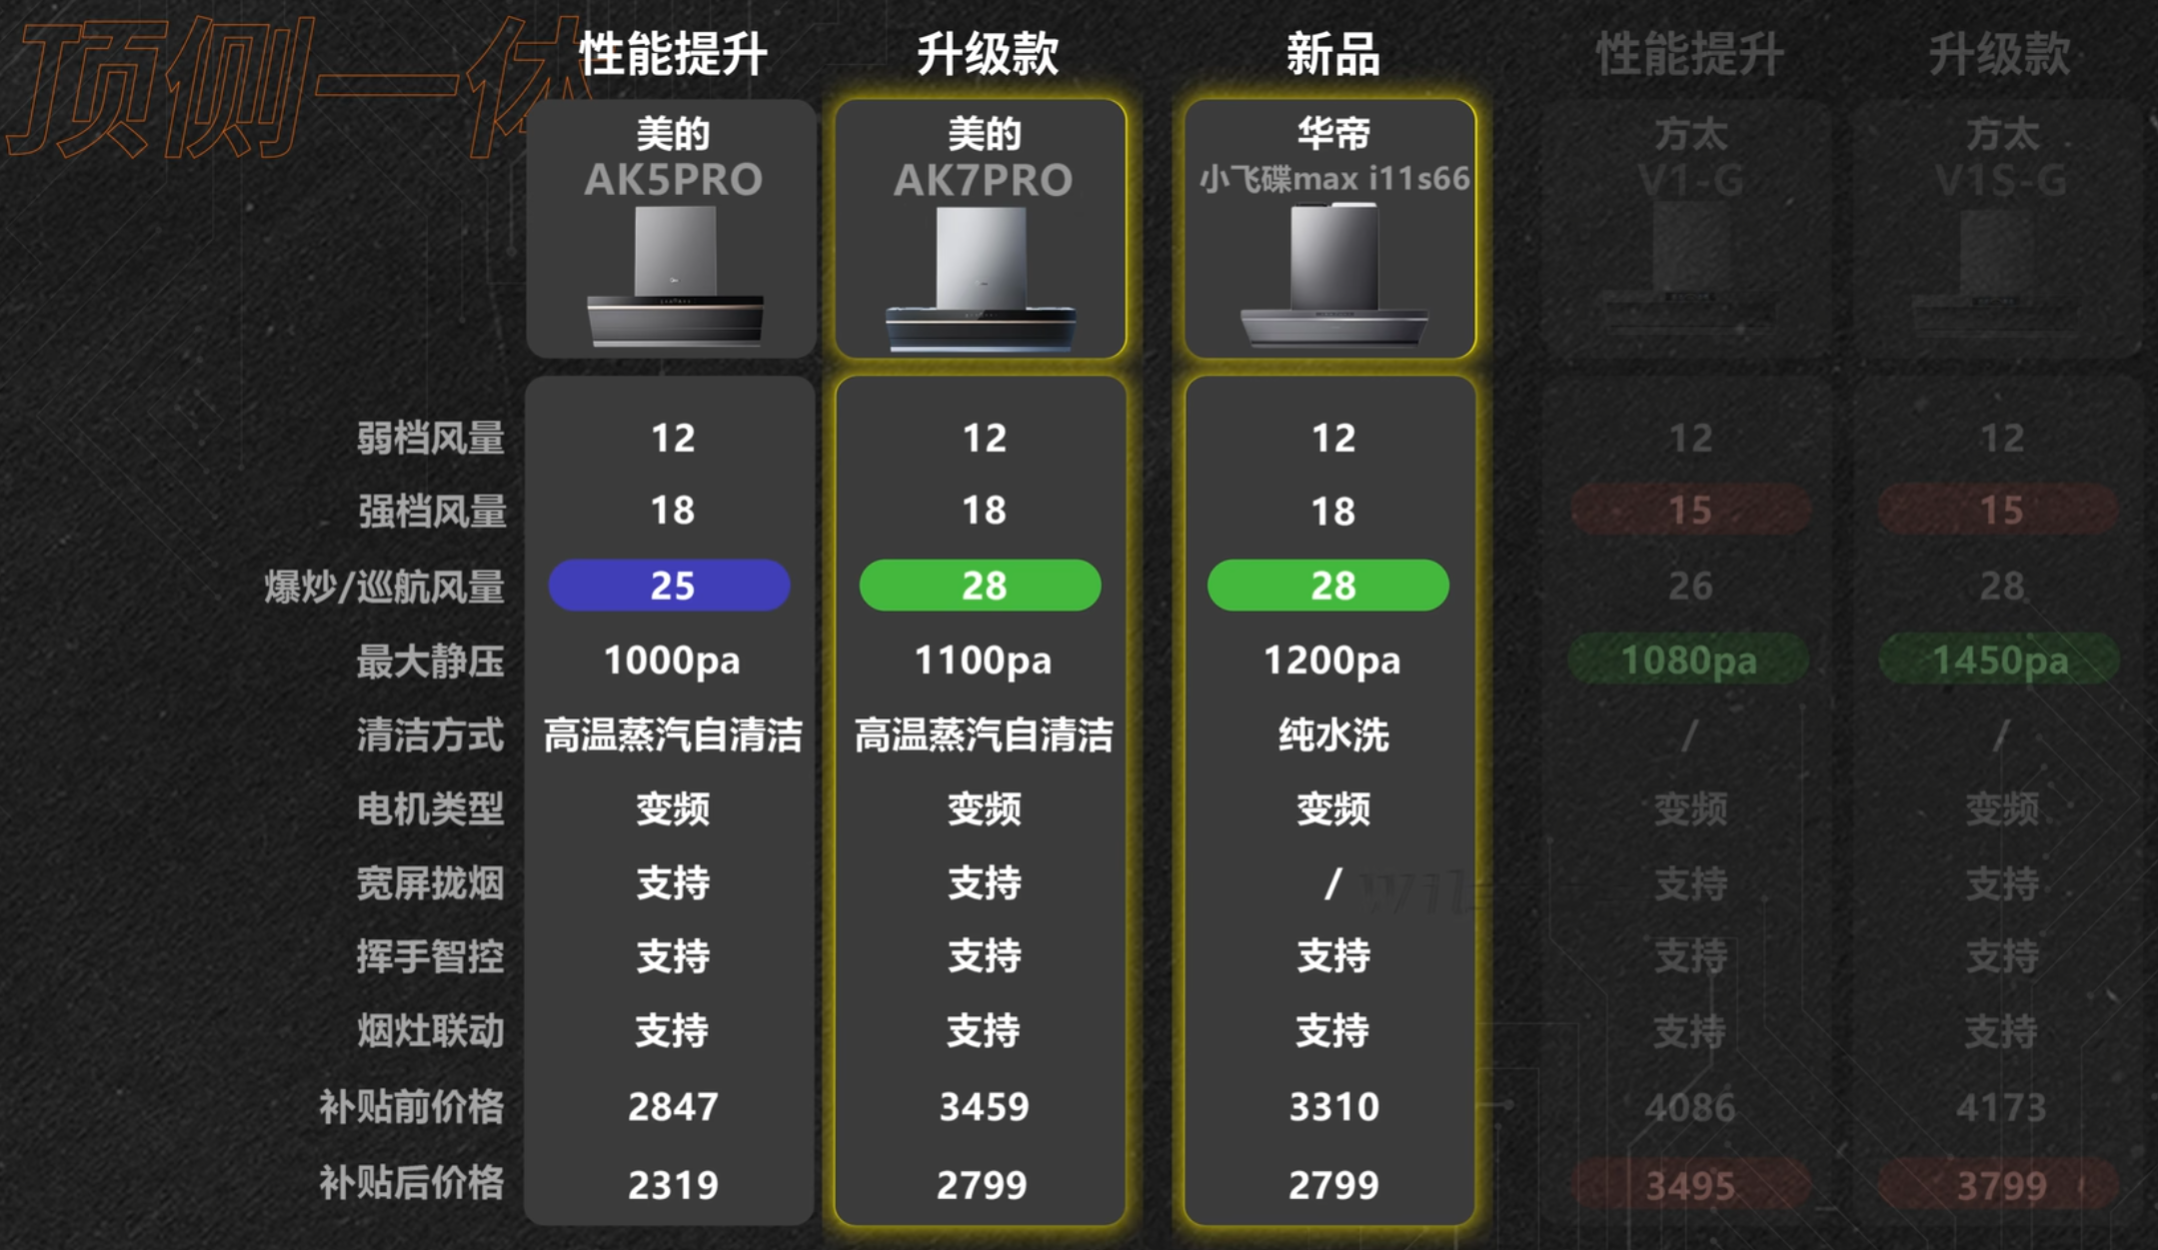 顶侧一体
性能提升 升级款 新品 性能提升 升级款
美的 美的 华帝 方太 方太
AK5PRO AK7PRO 小飞碟max i11s66 V1-G V1S-G
弱档风量 12 12 12 12 12
强档风量 18 18 18 15 15
爆炒/巡航风量 25 28 28 26 28
最大静压 1000pa 1100pa 1200pa 1080pa 1450pa
清洁方式 高温蒸汽自清洁 高温蒸汽自清洁 纯水洗 / /
电机类型 变频 变频 变频 变频 变频
宽屏拢烟 支持 支持 / 支持 支持
挥手智控 支持 支持 支持 支持 支持
烟灶联动 支持 支持 支持 支持 支持
补贴前价格 2847 3459 3310 4086 4173
补贴后价格 2319 2799 2799 3495 3799